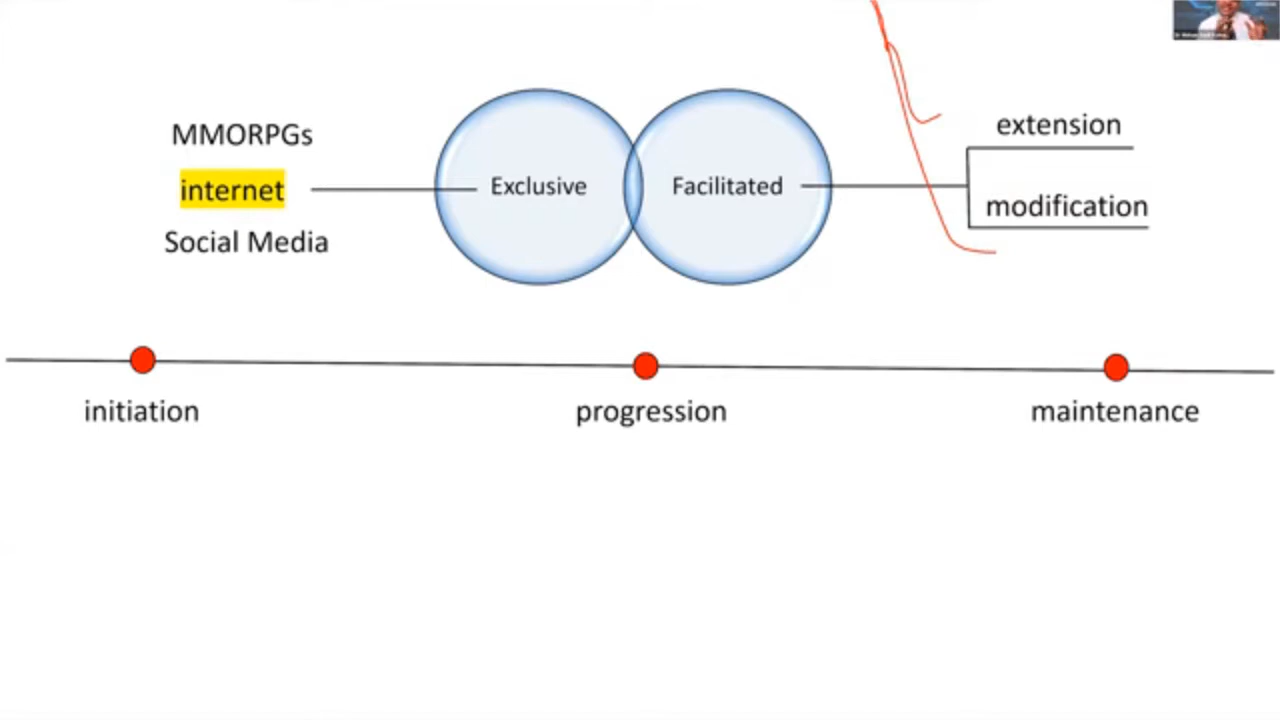 MMORPGs
internet
Social Media
Exclusive
Facilitated
extension
modification
initiation
progression
maintenance